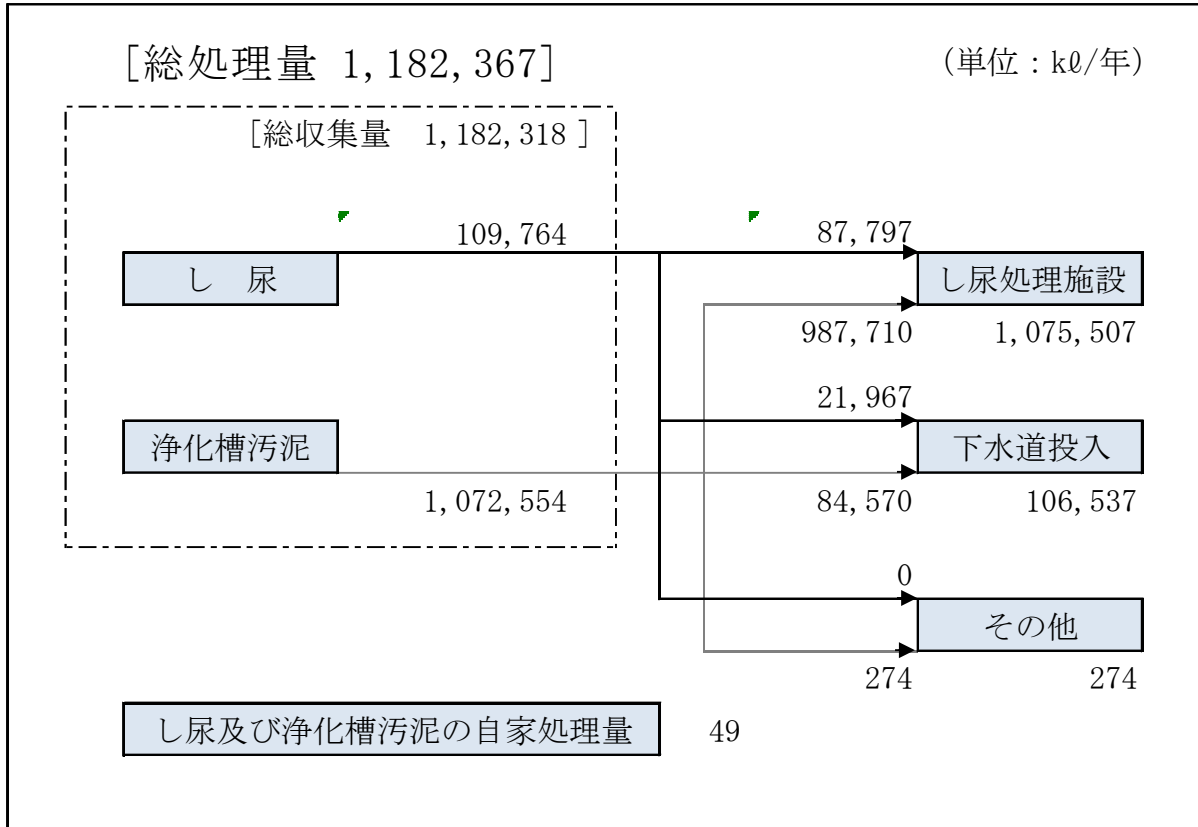 [総処理量 1,182,367]
(単位：kℓ/年)
[総収集量 1,182,318 ]
109,764
87,797
し 尿
し尿処理施設
987,710
1,075,507
21,967
浄化槽汚泥
下水道投入
1,072,554
84,570
106,537
0
その他
274
274
し尿及び浄化槽汚泥の自家処理量
49